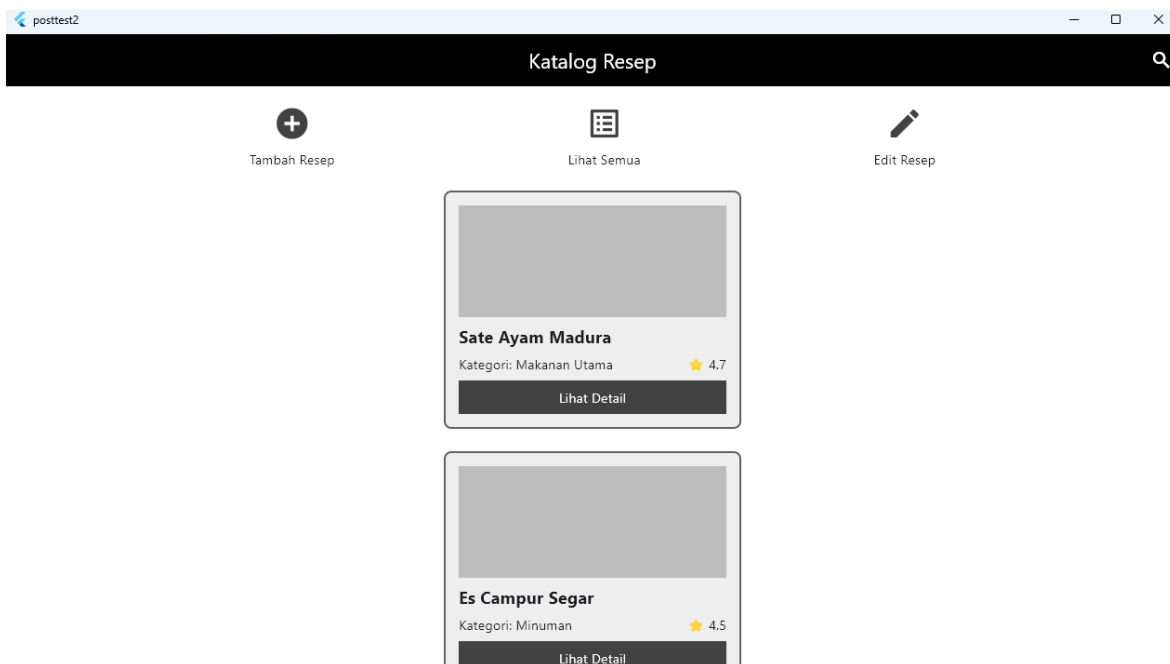 posttest2
Katalog Resep
Tambah Resep
Lihat Semua
Edit Resep
Sate Ayam Madura
Kategori: Makanan Utama
4.7
Lihat Detail
Es Campur Segar
Kategori: Minuman
4.5
Lihat Detail